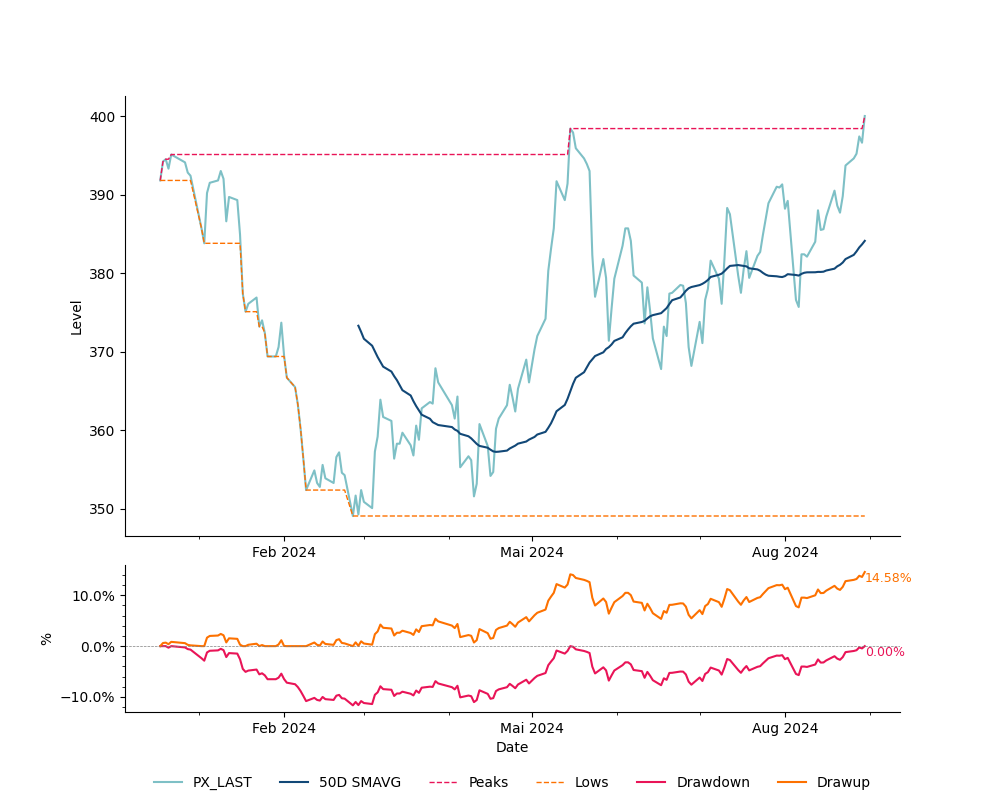 400
390
380
370
360
350
Level
Feb 2024 Mai 2024 Aug 2024
10.0%
0.0%
−10.0%
%
14.58%
0.00%
Feb 2024 Mai 2024 Aug 2024
Date
PX_LAST 50D SMAVG Peaks Lows Drawdown Drawup